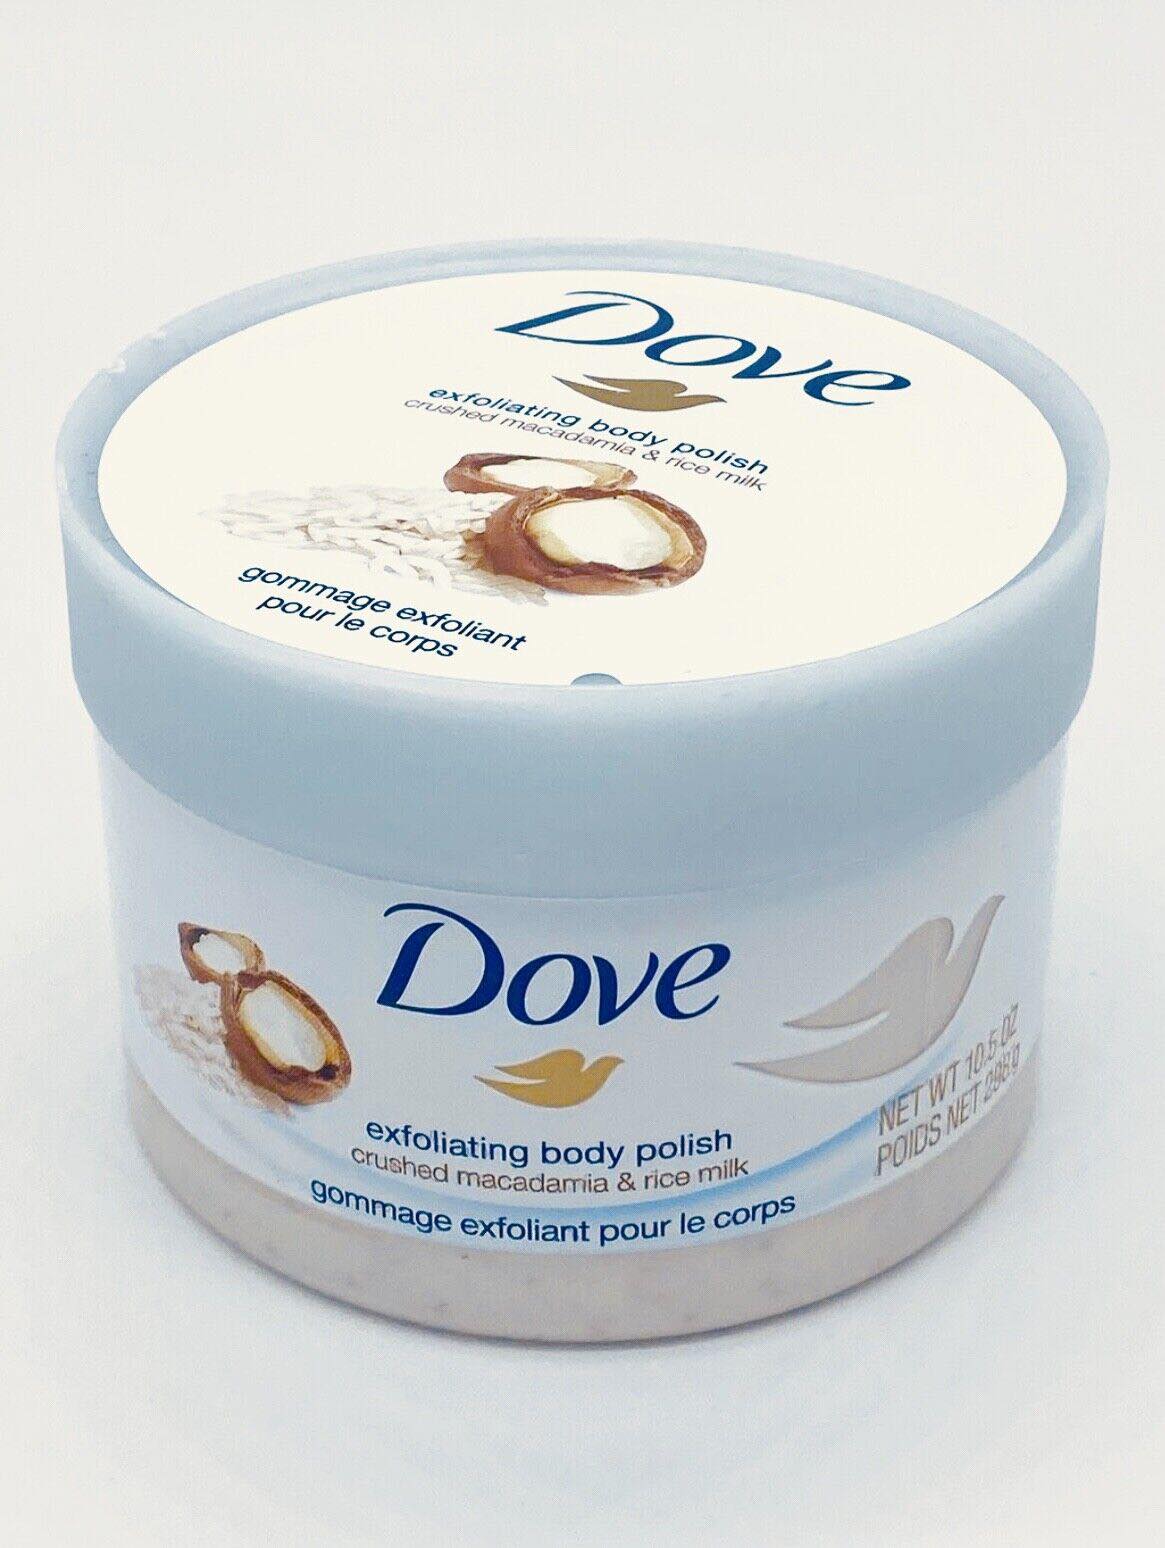 Dove
exfoliating body polish
crushed macadamia & rice milk
gommage exfoliant
pour le corps
Dove
exfoliating body polish
crushed macadamia & rice milk
gommage exfoliant pour le corps
NET WT 10.5 OZ
POIDS NET 298g